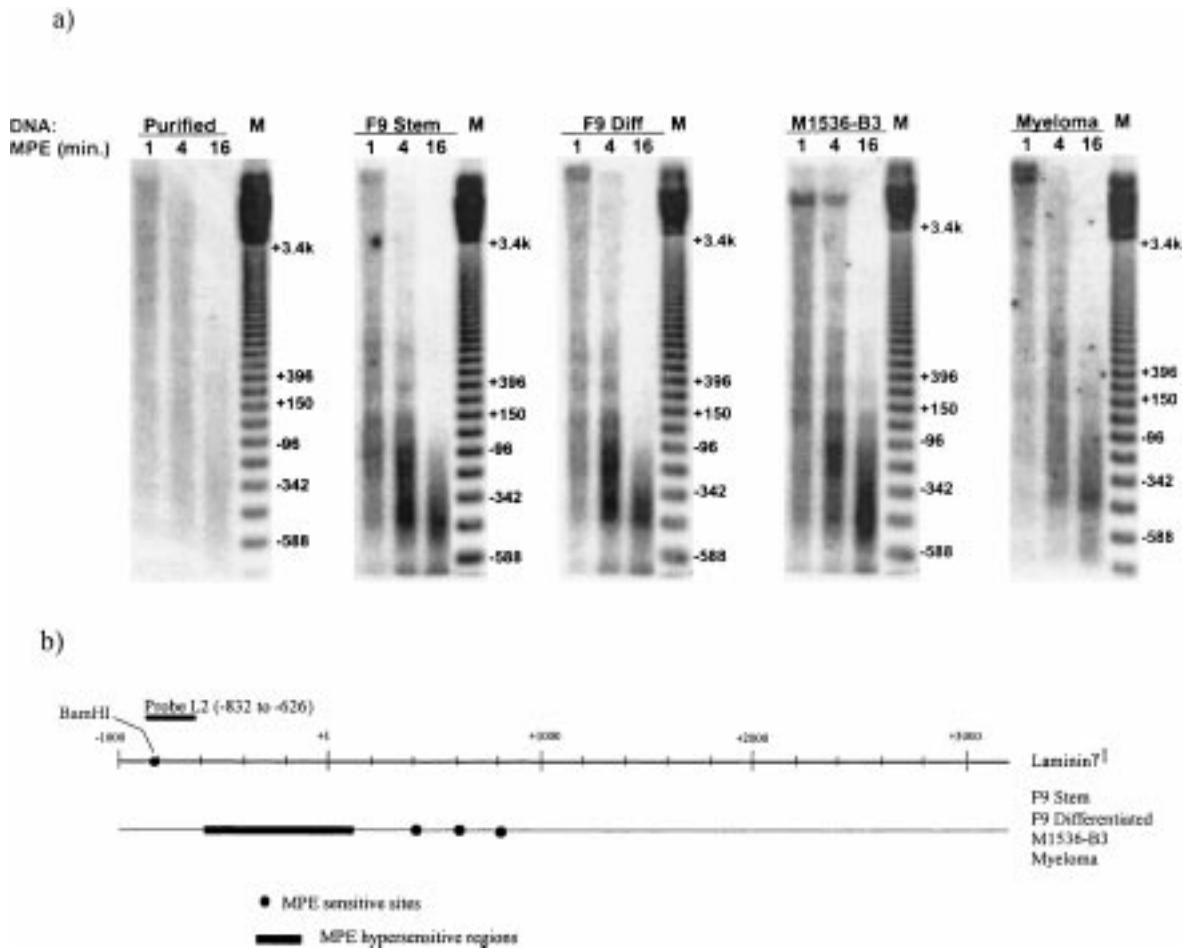 a)
DNA: Purified M F9 Stem M F9 Diff M M1536-B3 M Myeloma M
MPE (min.) 1 4 16 1 4 16 1 4 16 1 4 16 1 4 16
+3.4k +3.4k +3.4k +3.4k +3.4k
+396 +396 +396 +396 +396
+150 +150 +150 +150 +150
-96 -96 -96 -96 -96
-342 -342 -342 -342 -342
-588 -588 -588 -588 -588
b)
Probe L2 (-832 to -626)
BamHI
-1000 +1 +1000 +2000 +3000
F9 Stem
F9 Differentiated
M1536-B3
Myeloma
MPE sensitive sites
MPE hypersensitive regions